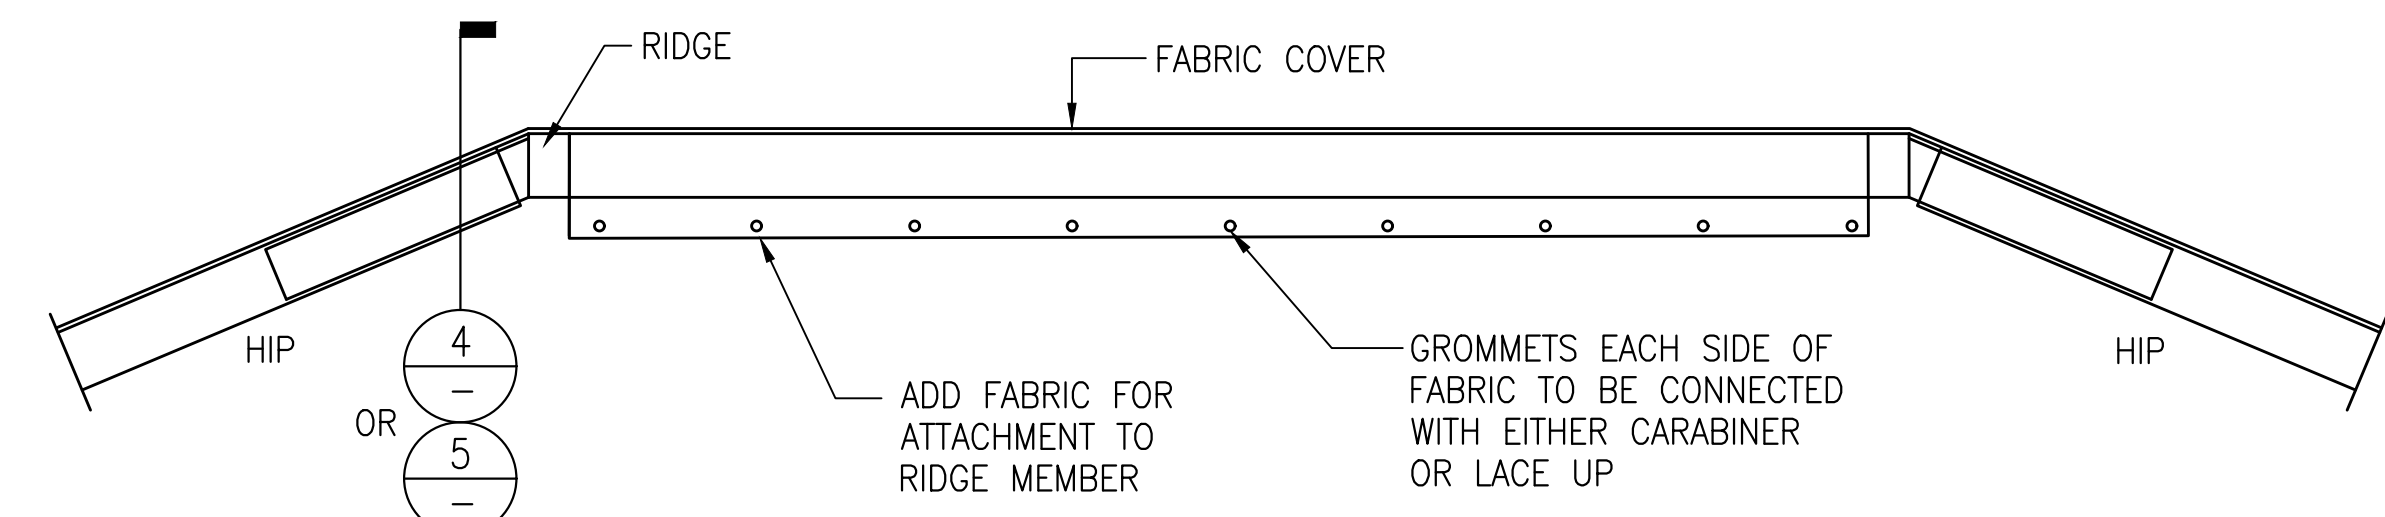 RIDGE
FABRIC COVER
HIP
4
-
OR
5
-
ADD FABRIC FOR
ATTACHMENT TO
RIDGE MEMBER
GROMMETS EACH SIDE OF
FABRIC TO BE CONNECTED
WITH EITHER CARABINER
OR LACE UP
HIP